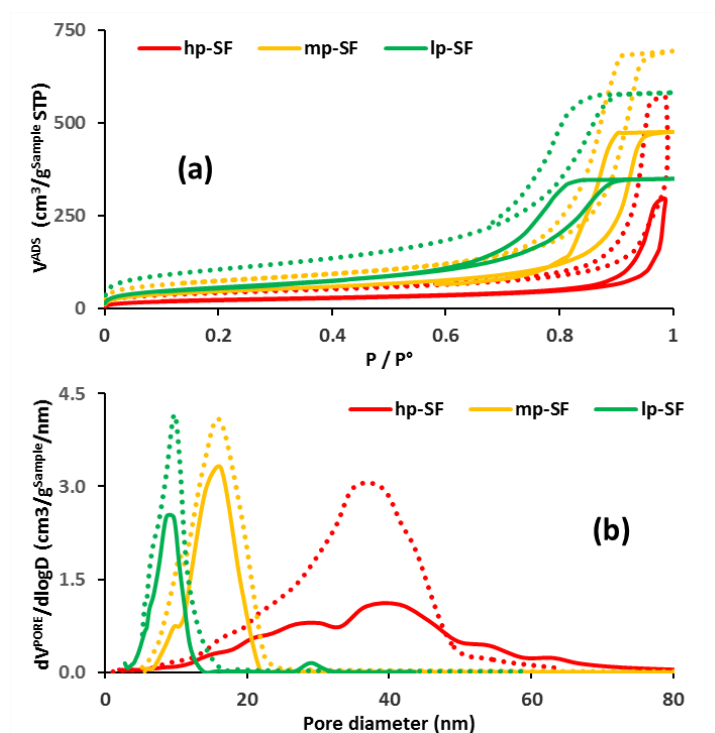 750
hp-SF mp-SF lp-SF
500
(a)
250
0
0 0.2 0.4 0.6 0.8 1
V^ADS (cm³/g^Sample STP)
P / P°
4.5
hp-SF mp-SF lp-SF
3.0
(b)
1.5
0.0
0 20 40 60 80
dV^PORE/dlogD (cm3/g^Sample/nm)
Pore diameter (nm)